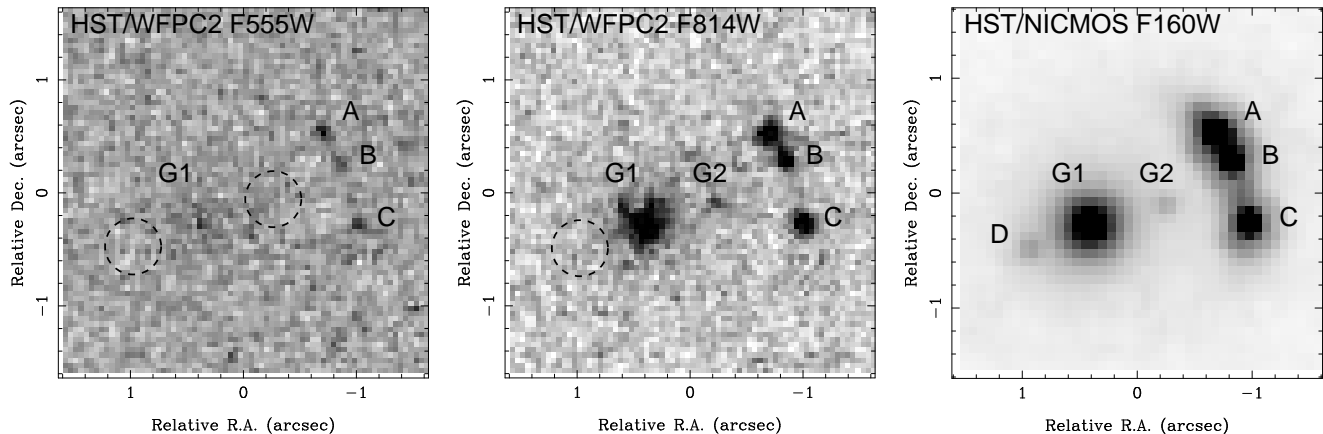 HST/WFPC2 F555W
A
B
G1
C
1
0
−1
Relative Dec. (arcsec)
1
0
−1
Relative R.A. (arcsec)
HST/WFPC2 F814W
A
B
G1
G2
C
1
0
−1
Relative Dec. (arcsec)
1
0
−1
Relative R.A. (arcsec)
HST/NICMOS F160W
A
B
G1
G2
C
D
1
0
−1
Relative Dec. (arcsec)
1
0
−1
Relative R.A. (arcsec)